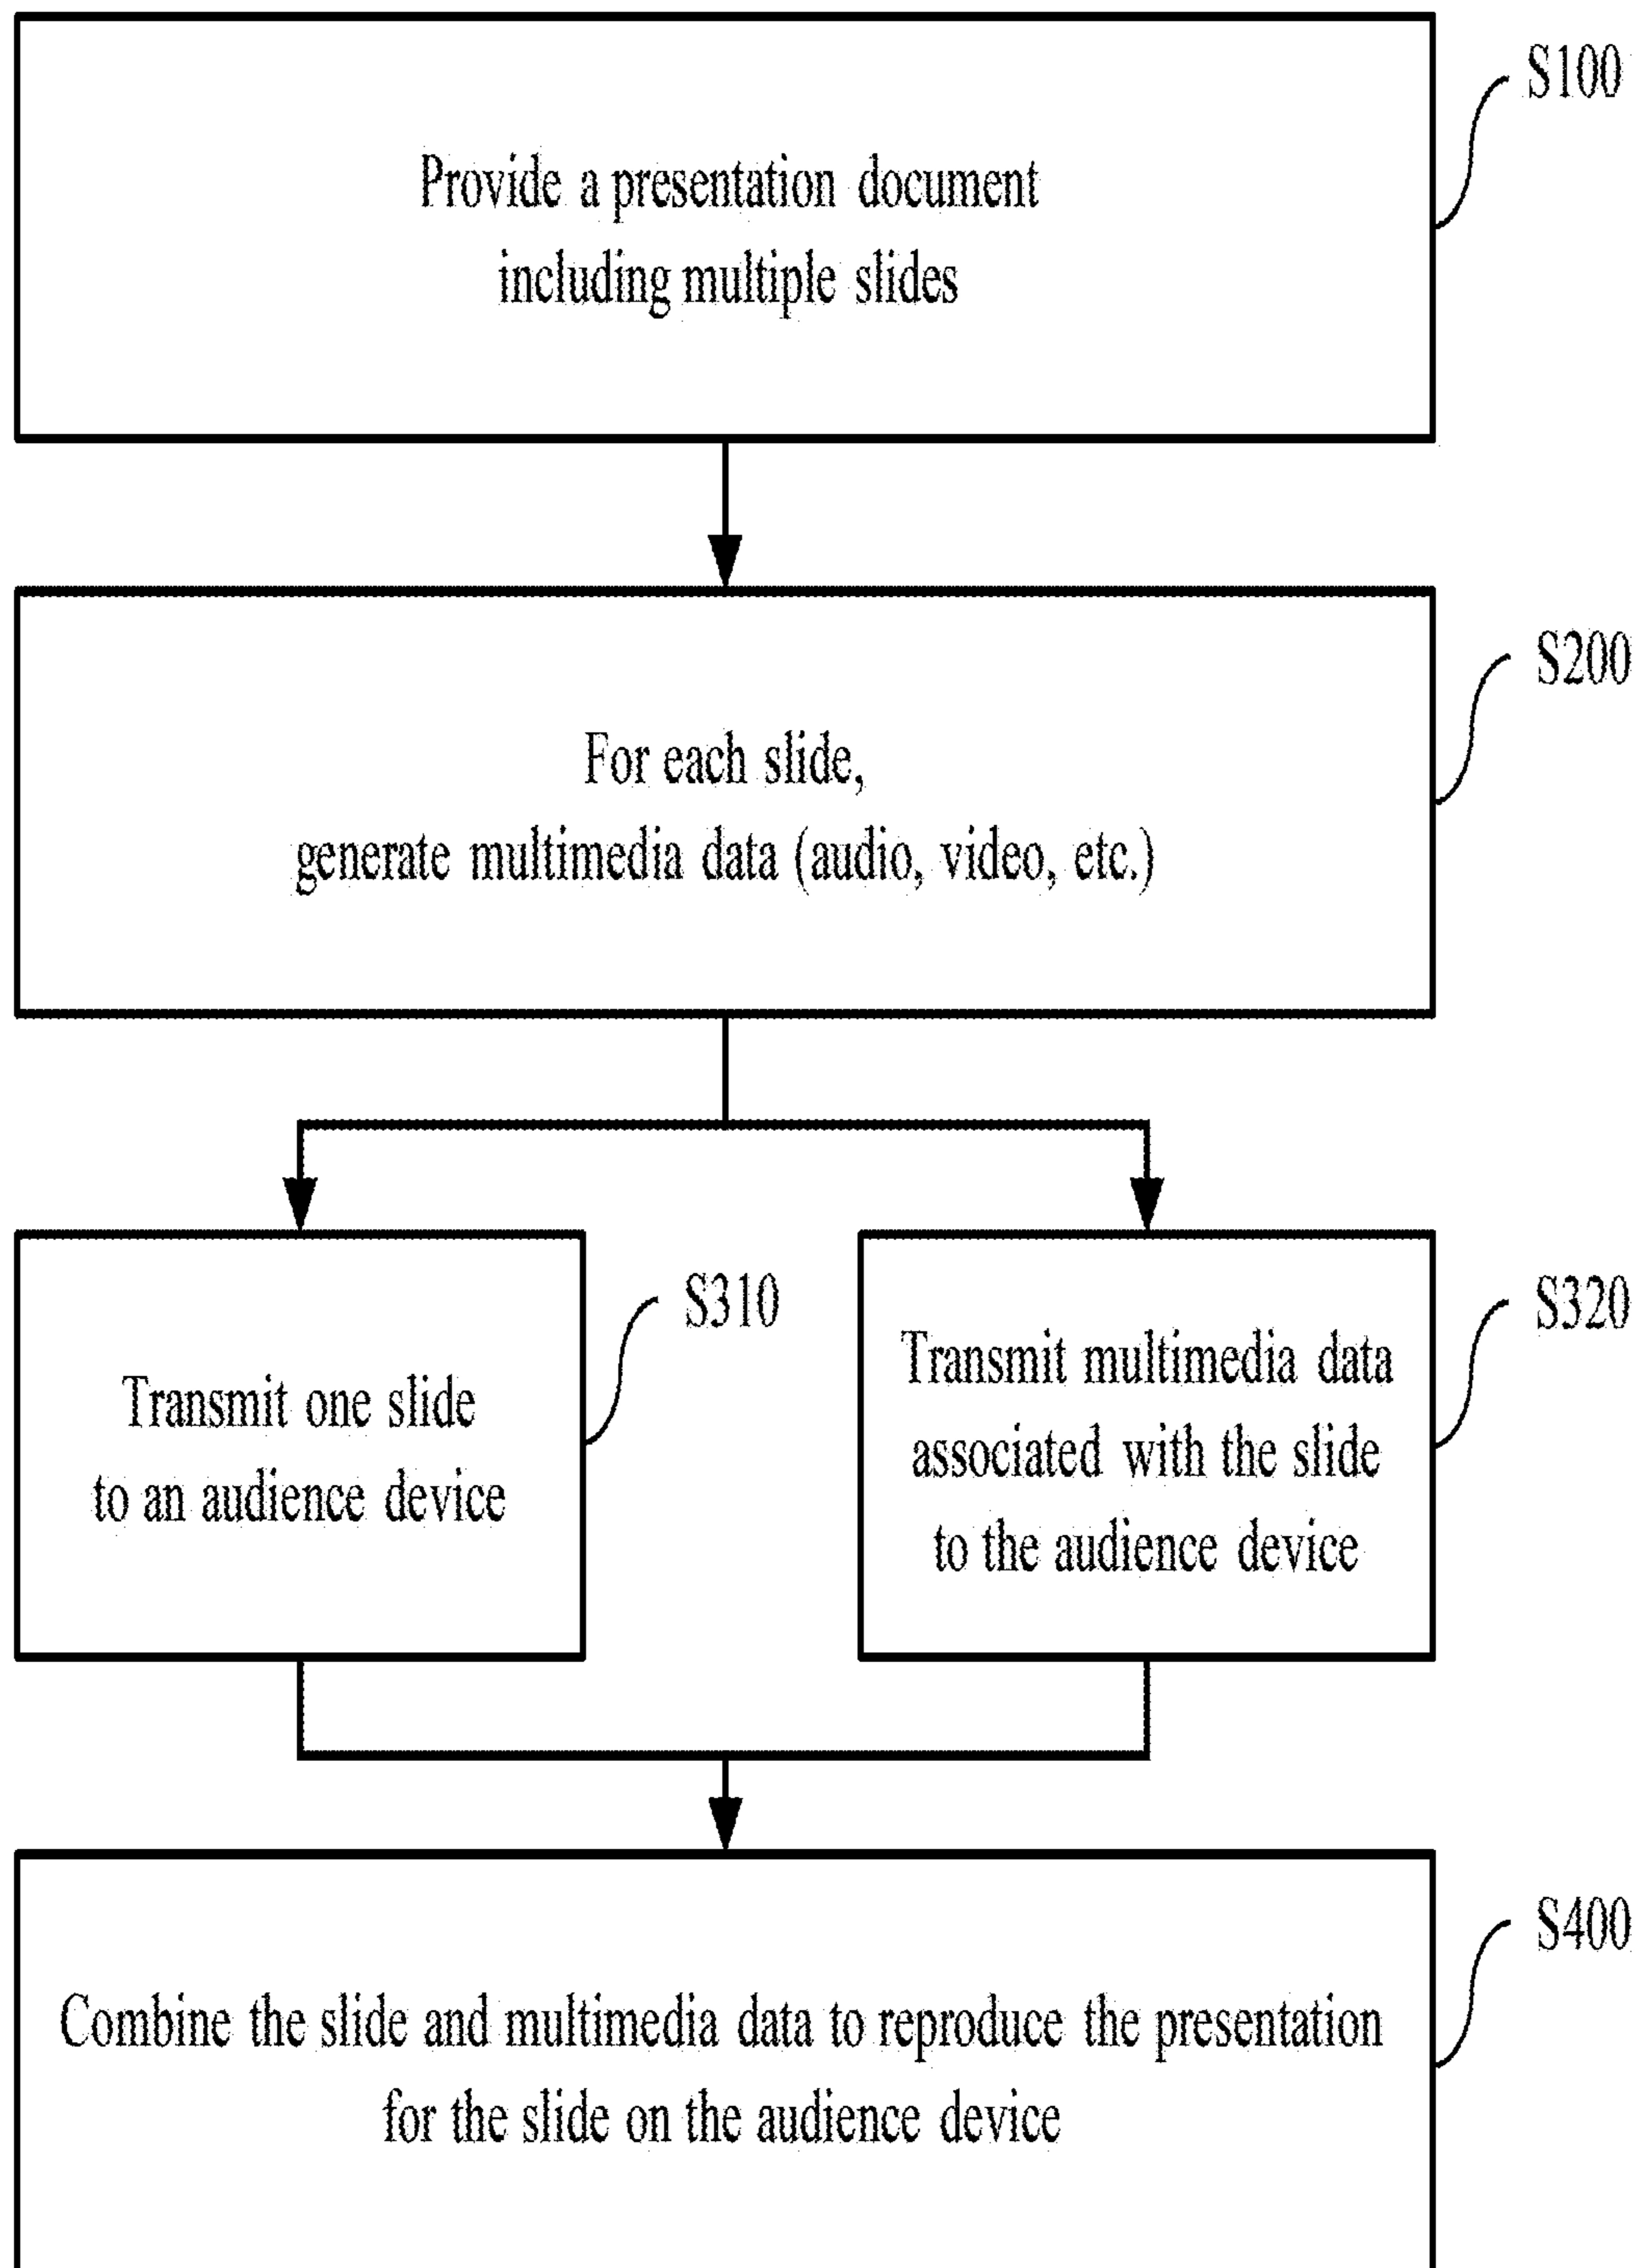 S100
Provide a presentation document
including multiple slides
S200
For each slide,
generate multimedia data (audio, video, etc.)
S310
Transmit one slide
to an audience device
S320
Transmit multimedia data
associated with the slide
to the audience device
S400
Combine the slide and multimedia data to reproduce the presentation
for the slide on the audience device